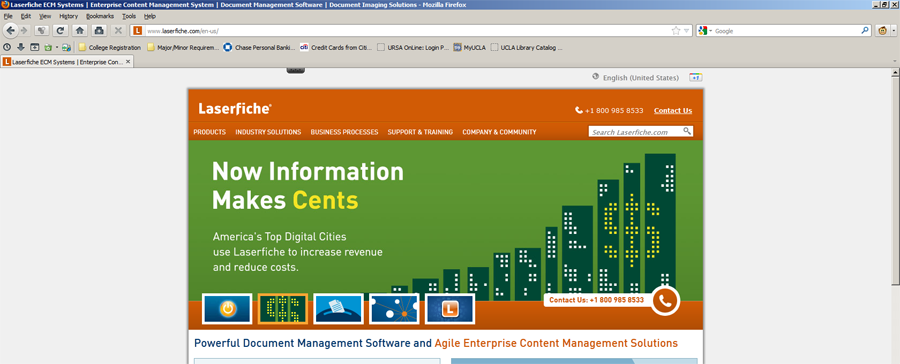 Laserfiche ECM Systems | Enterprise Content Management System | Document Management Software | Document Imaging Solutions - Mozilla Firefox
File Edit View History Bookmarks Tools Help
www.laserfiche.com/en-us/
Google
College Registration Major/Minor Requirem... Chase Personal Banki... citi Credit Cards from Citi... URSA OnLine: Login P... MyUCLA UCLA Library Catalog ...
Laserfiche ECM Systems | Enterprise Con...
English (United States)
Laserfiche
+1 800 985 8533 Contact Us
PRODUCTS INDUSTRY SOLUTIONS BUSINESS PROCESSES SUPPORT & TRAINING COMPANY & COMMUNITY
Search Laserfiche.com
Now Information
Makes Cents
America's Top Digital Cities
use Laserfiche to increase revenue
and reduce costs.
Contact Us: +1 800 985 8533
Powerful Document Management Software and Agile Enterprise Content Management Solutions